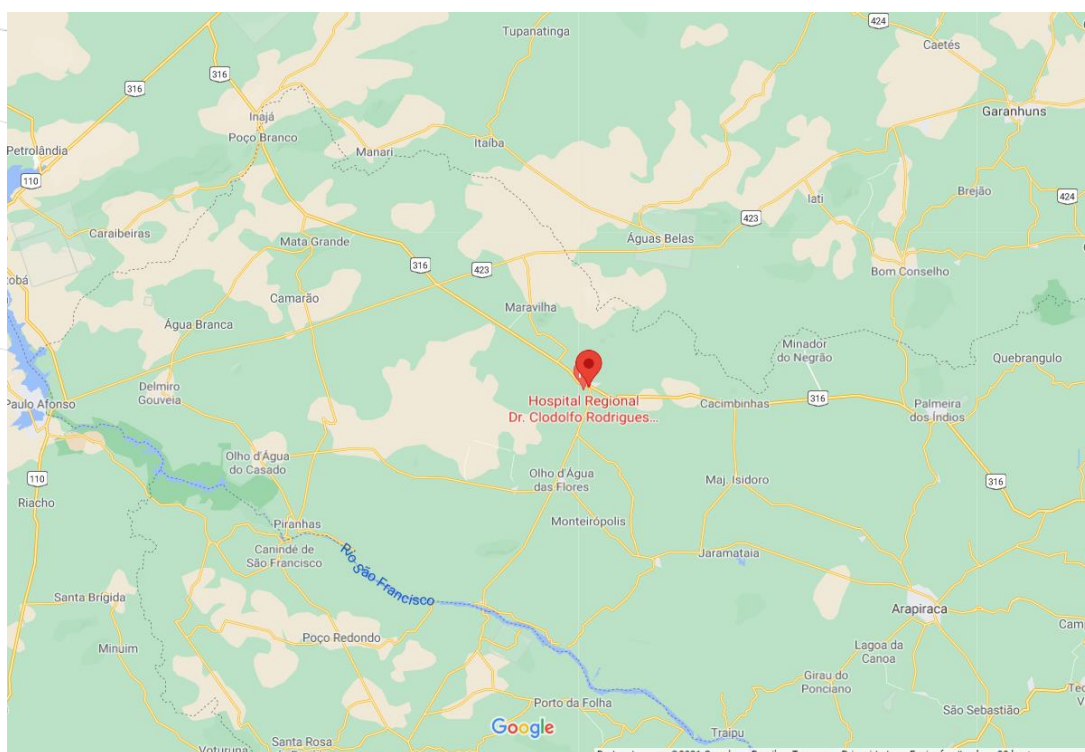 424
Tupanatinga
Caetés
316
316
Garanhuns
Inajá
Poço Branco
Itaíba
Manari
Petrolândia
110
Brejão
424
Iati
423
Caraibeiras
Mata Grande
Águas Belas
316
423
Bom Conselho
obá
Camarão
Maravilha
Água Branca
Minador
do Negrão
Quebrangulo
Delmiro
Gouveia
Hospital Regional
Dr. Clodolfo Rodrigues...
Cacimbinhas
316
Palmeira
dos Índios
Paulo Afonso
Olho d'Água
do Casado
Olho d'Água
das Flores
Maj. Isidoro
110
316
Riacho
Piranhas
Monteirópolis
Canindé de
São Francisco
Rio São Francisco
Jaramataia
Santa Brígida
Arapiraca
Poço Redondo
Cam
Minuim
Lagoa da
Canoa
Girau do
Ponciano
Porto da Folha
São Sebastião
Google
Traipu
Santa Rosa